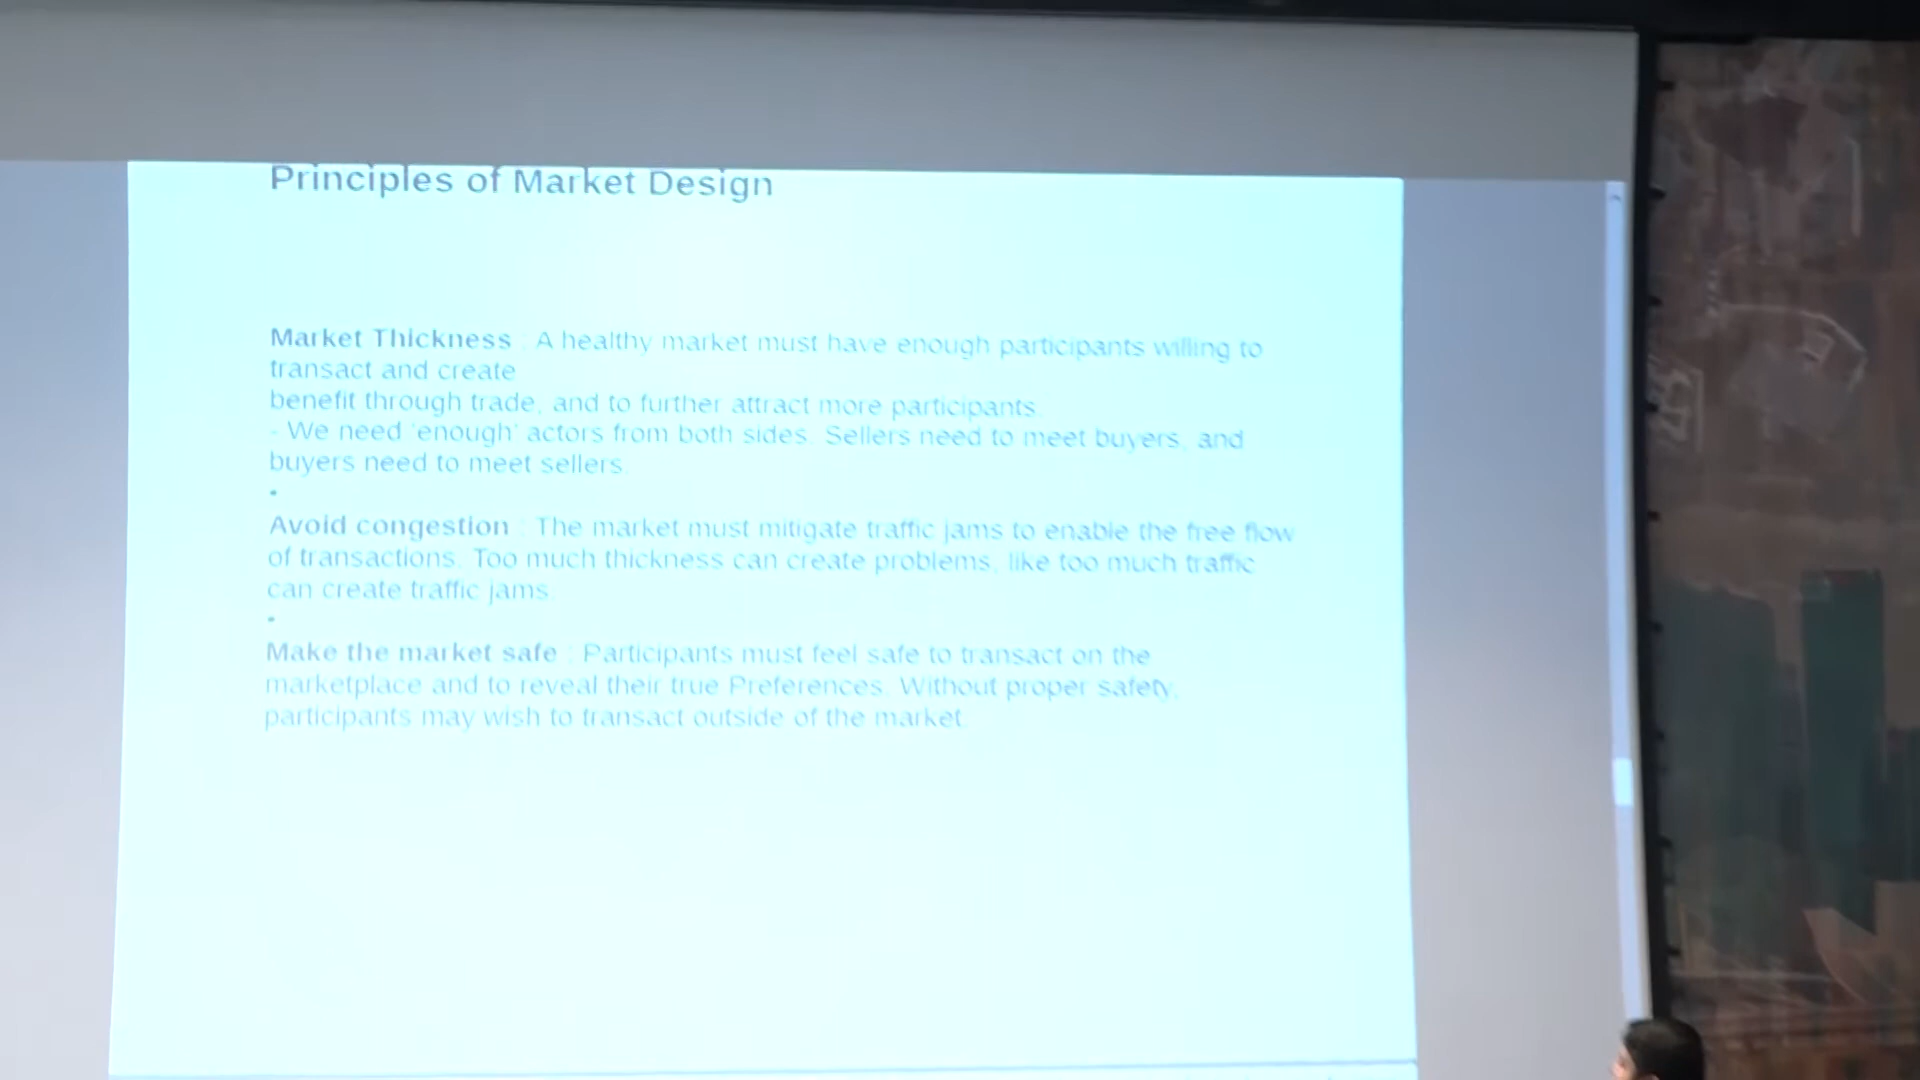 Principles of Market Design
Market Thickness : A healthy market must have enough participants willing to
transact and create
benefit through trade, and to further attract more participants.
- We need 'enough' actors from both sides. Sellers need to meet buyers, and
buyers need to meet sellers.
•
Avoid congestion : The market must mitigate traffic jams to enable the free flow
of transactions. Too much thickness can create problems, like too much traffic
can create traffic jams.
•
Make the market safe : Participants must feel safe to transact on the
marketplace and to reveal their true Preferences. Without proper safety,
participants may wish to transact outside of the market.